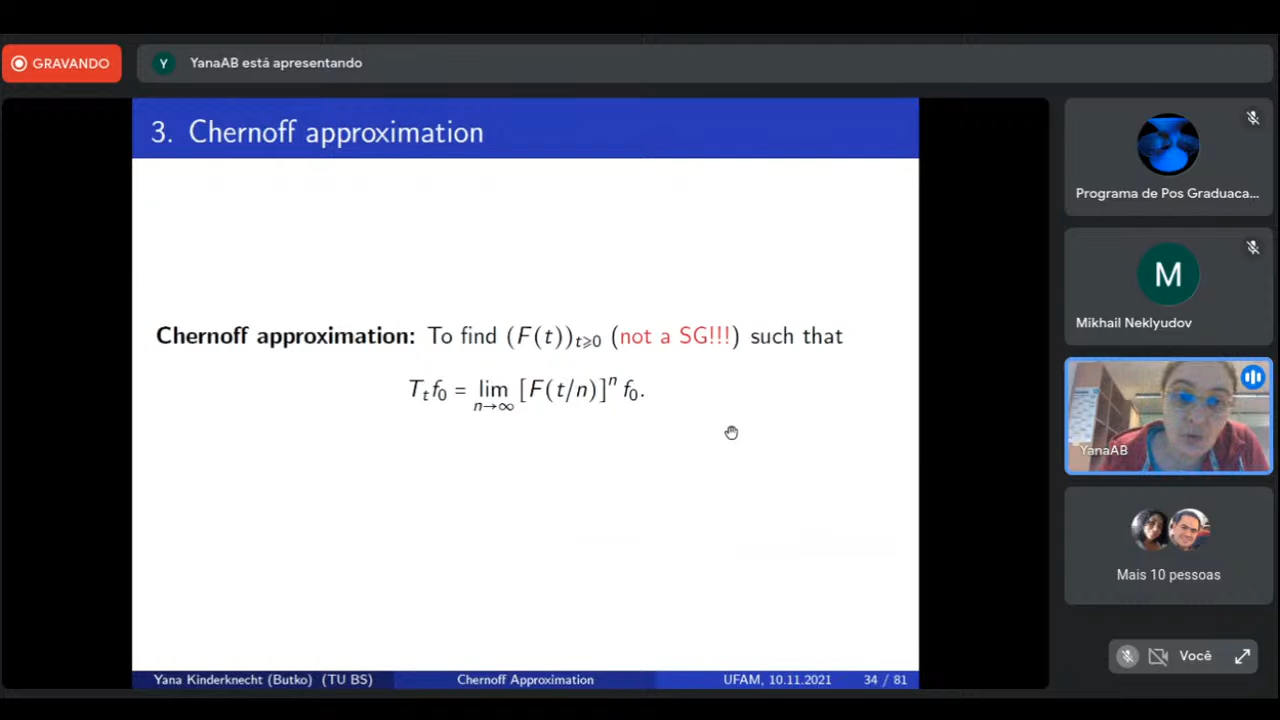 GRAVANDO
Y
YanaAB está apresentando
3. Chernoff approximation
Chernoff approximation: To find (F(t))t⩾0 (not a SG!!!) such that
Ttf0 = lim n→∞ [F(t/n)]^n f0.
Yana Kinderknecht (Butko) (TU BS)
Chernoff Approximation
UFAM, 10.11.2021
34 / 81
Programa de Pos Graduaca...
M
Mikhail Neklyudov
YanaAB
Mais 10 pessoas
Você